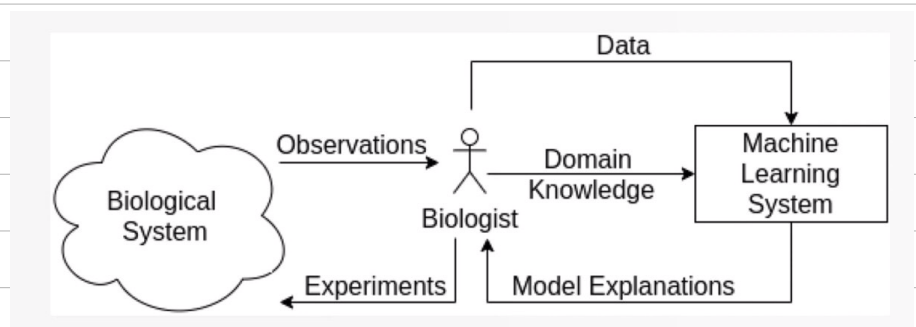 Data
Observations
Domain
Knowledge
Machine
Learning
System
Biological
System
Biologist
Experiments
Model Explanations